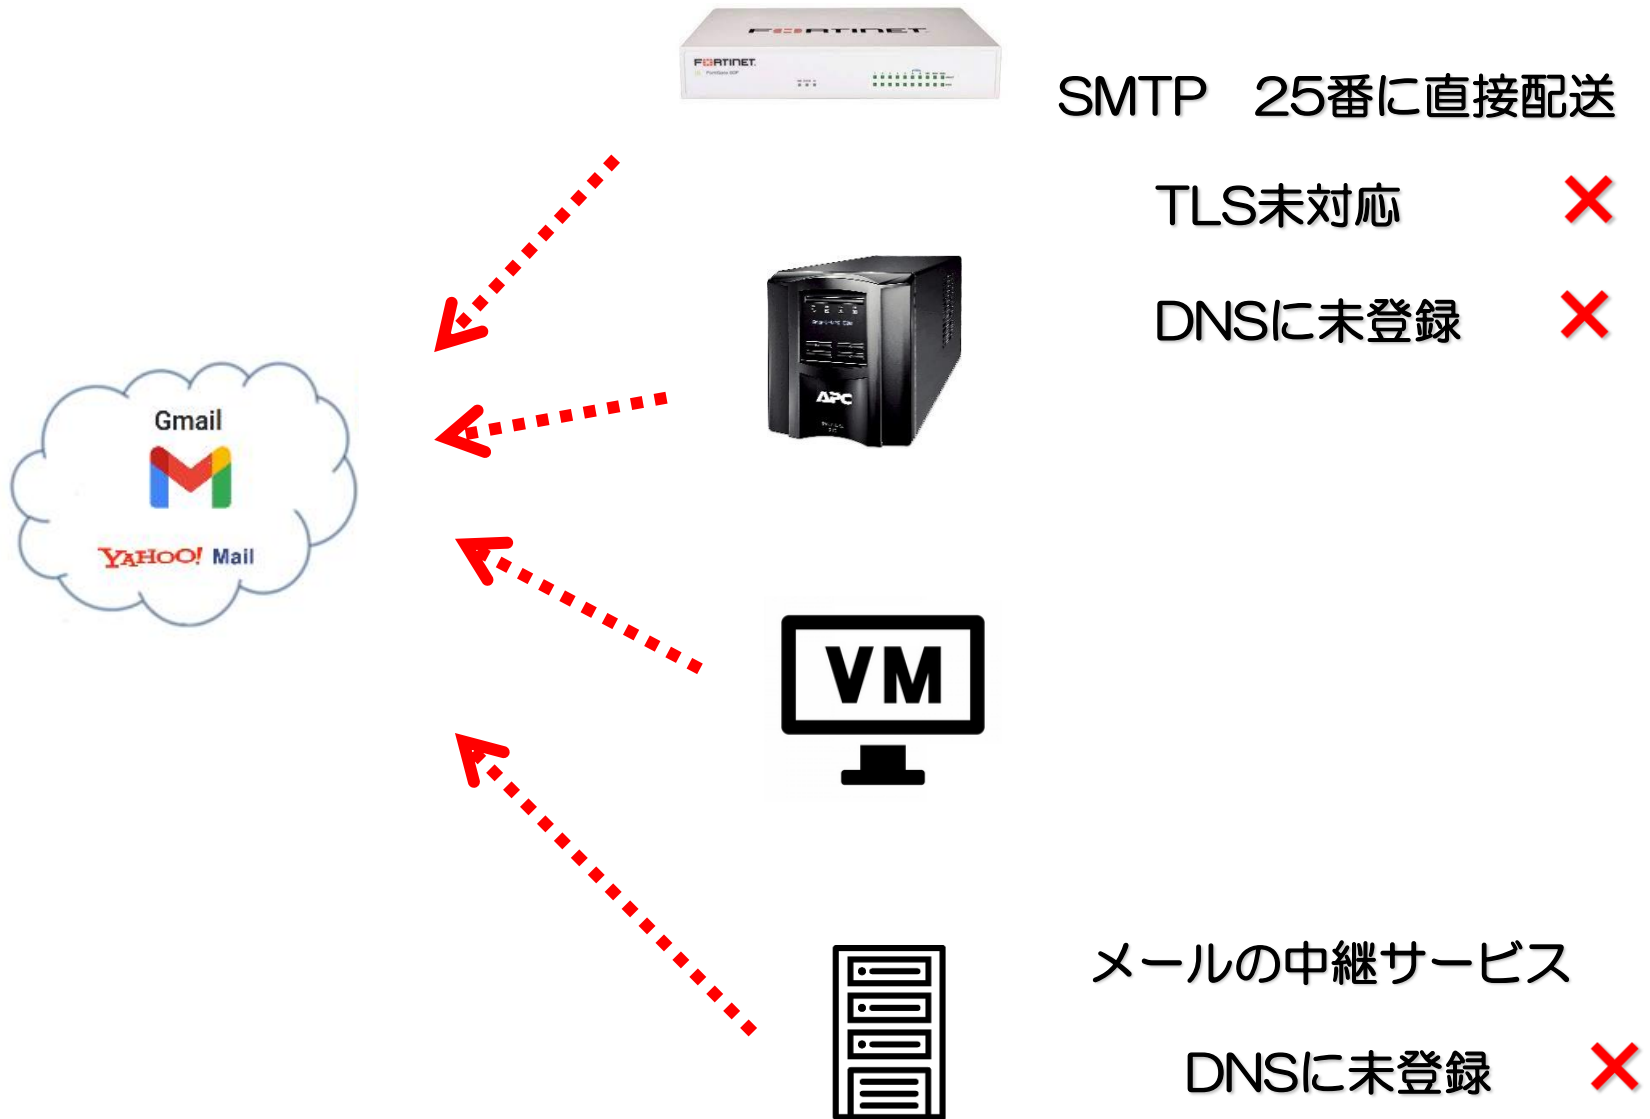 FORTINET
FORTINET
SMTP　25番に直接配送
TLS未対応
DNSに未登録
APC
Gmail
YAHOO! Mail
VM
メールの中継サービス
DNSに未登録